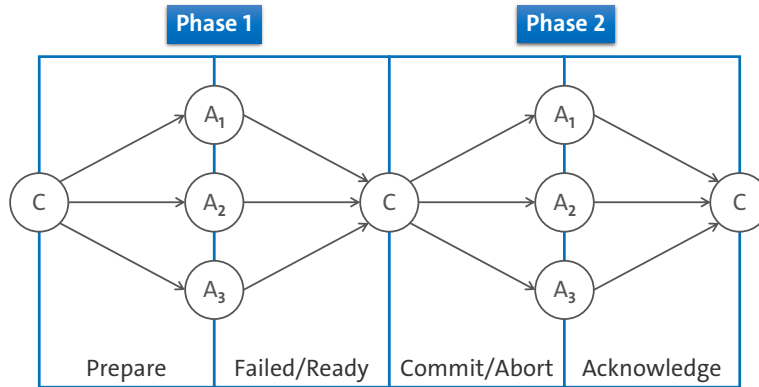 Phase 1 Phase 2
A₁ A₁
C A₂ C A₂ C
A₃ A₃
Prepare Failed/Ready Commit/Abort Acknowledge